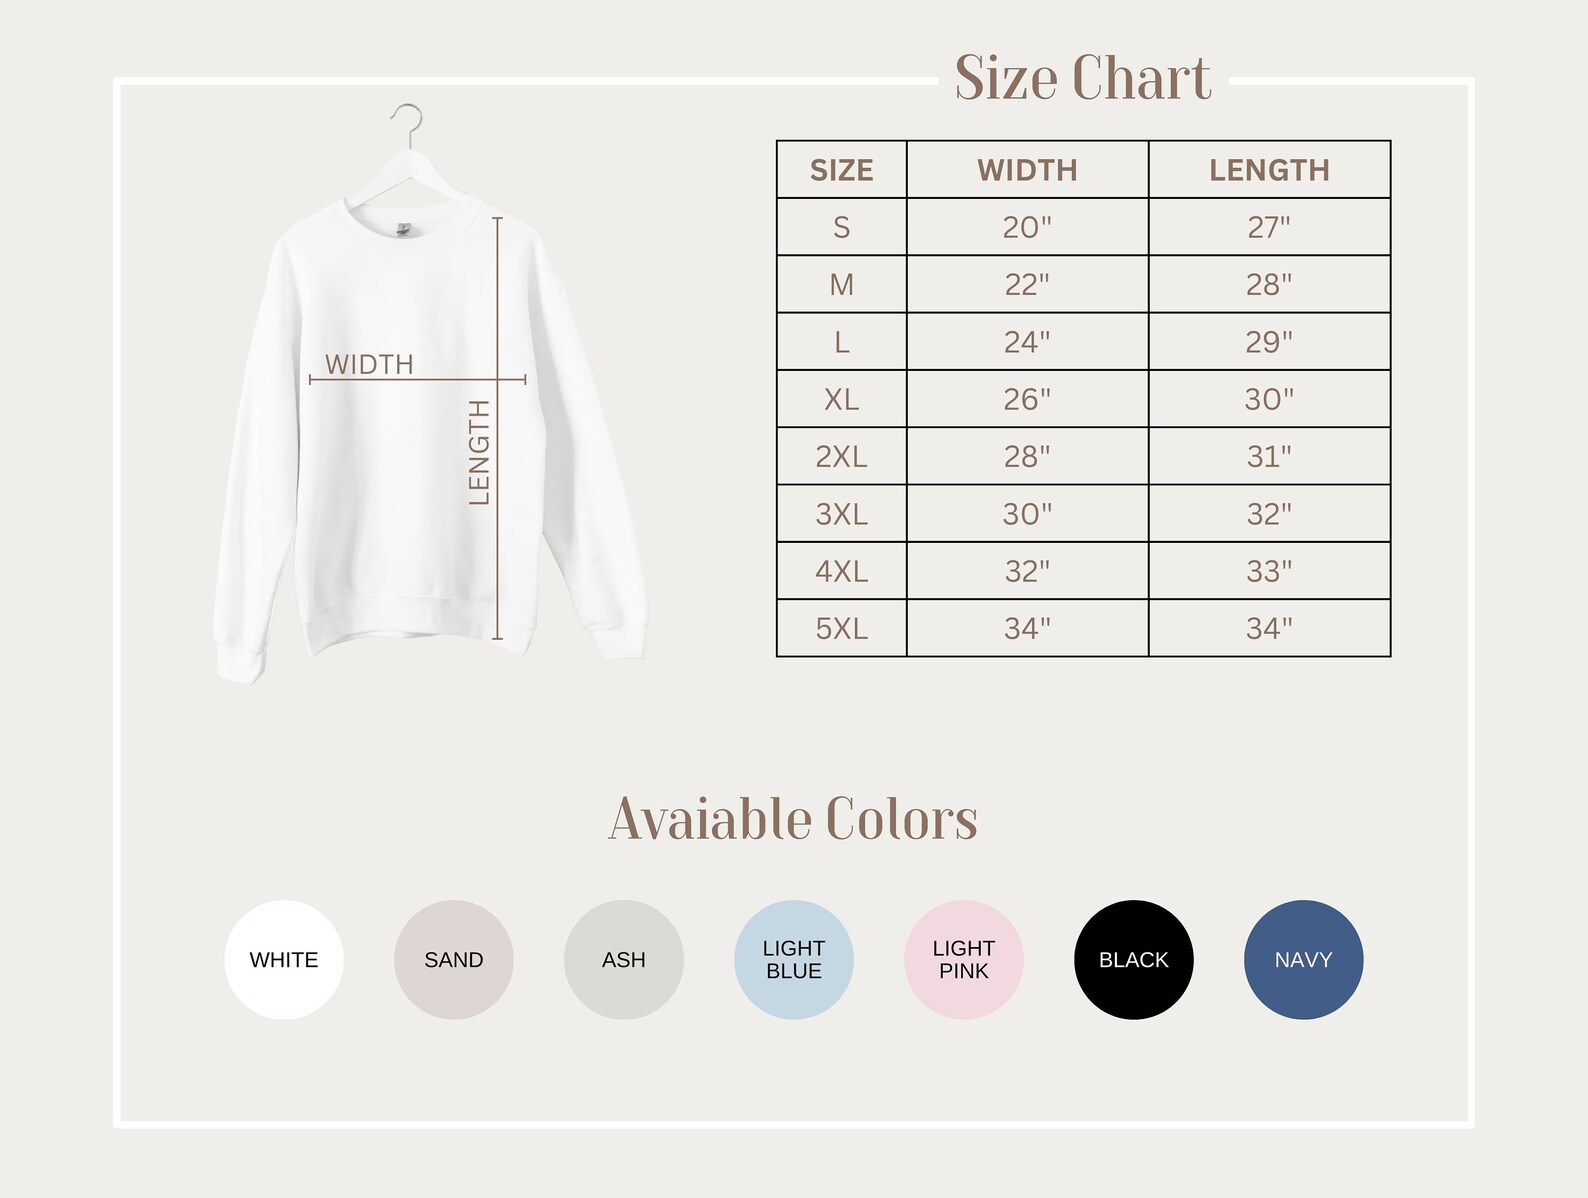 Size Chart
SIZE WIDTH LENGTH
S 20" 27"
M 22" 28"
L 24" 29"
XL 26" 30"
2XL 28" 31"
3XL 30" 32"
4XL 32" 33"
5XL 34" 34"
WIDTH
LENGTH
Avaiable Colors
WHITE
SAND
ASH
LIGHT
BLUE
LIGHT
PINK
BLACK
NAVY